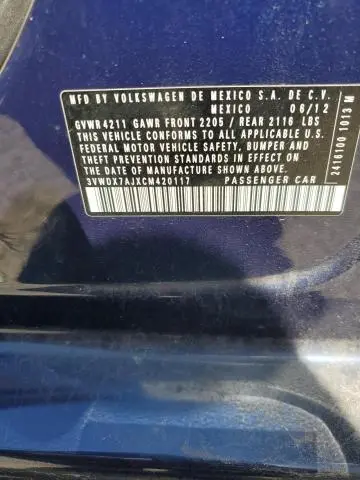 MFD BY VOLKSWAGEN DE MEXICO S.A. DE C.V.
MEXICO 06/12
GVWR 4211 GAWR FRONT 2205 / REAR 2116 LBS
THIS VEHICLE CONFORMS TO ALL APPLICABLE U.S.
FEDERAL MOTOR VEHICLE SAFETY, BUMPER AND
THEFT PREVENTION STANDARDS IN EFFECT ON THE
DATE OF MANUFACTURE SHOWN ABOVE.
3VWDX7AJXCM420117 PASSENGER CAR
2416100 1013 M